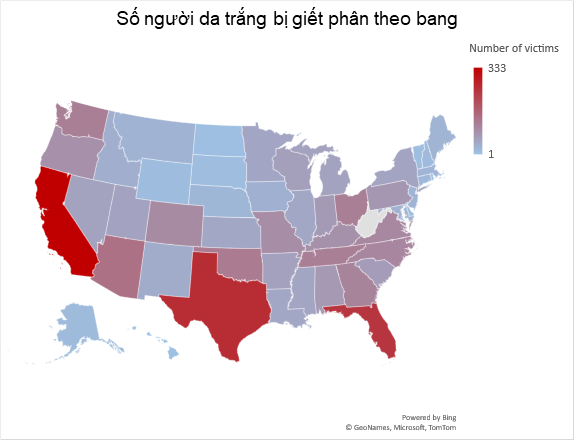 Số người da trắng bị giết phân theo bang
Number of victims
333
1
Powered by Bing
© GeoNames, Microsoft, TomTom